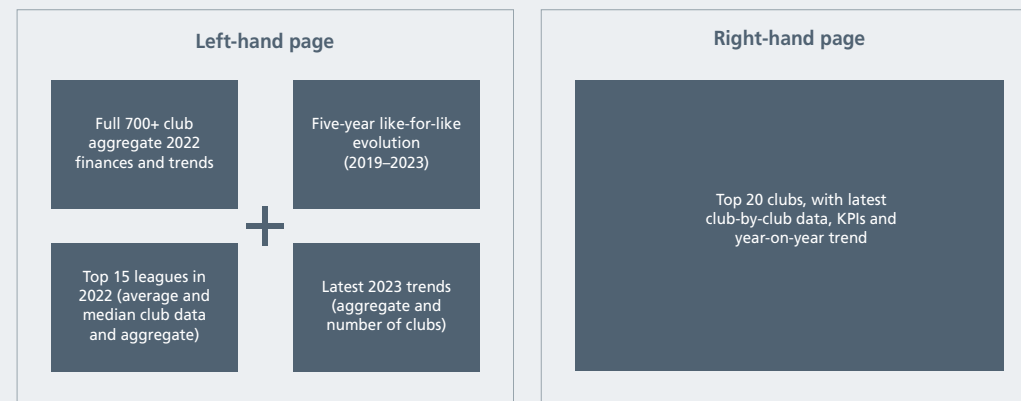 Left-hand page
Full 700+ club
aggregate 2022
finances and trends
Five-year like-for-like
evolution
(2019–2023)
Top 15 leagues in
2022 (average and
median club data
and aggregate)
Latest 2023 trends
(aggregate and
number of clubs)
Right-hand page
Top 20 clubs, with latest
club-by-club data, KPIs and
year-on-year trend